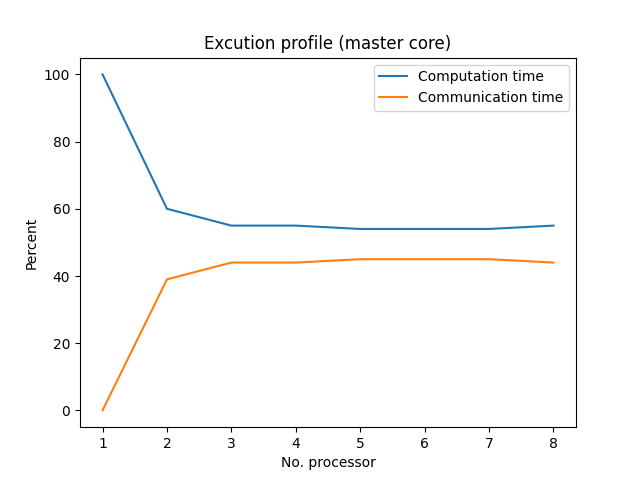 Excution profile (master core)
Computation time
Communication time
100
80
60
40
20
0
Percent
1 2 3 4 5 6 7 8
No. processor